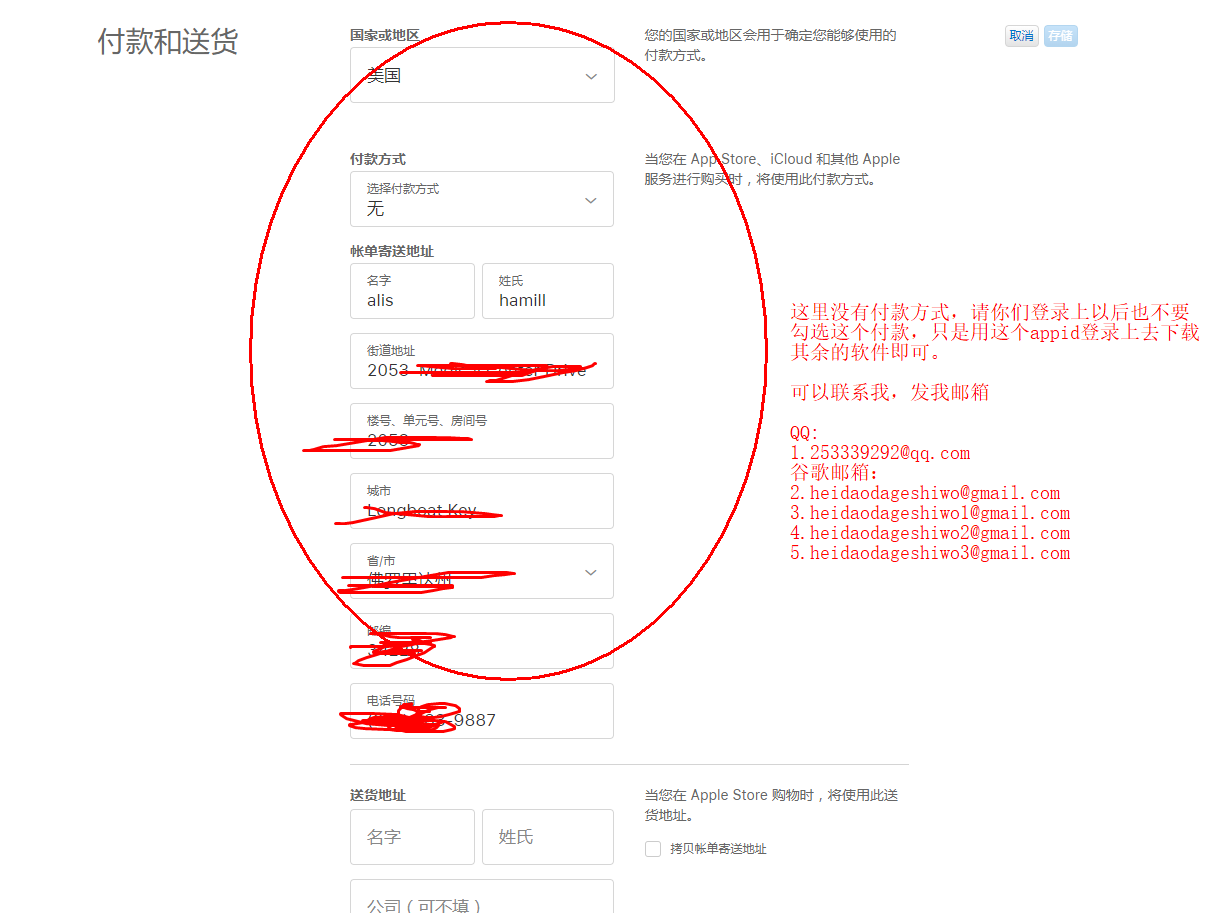 付款和送货
国家或地区
美国
您的国家或地区会用于确定您能够使用的
付款方式。
取消
存储
付款方式
选择付款方式
无
当您在 App Store、iCloud 和其他 Apple
服务进行购买时，将使用此付款方式。
帐单寄送地址
名字
alis
姓氏
hamill
街道地址
2053
Drive
楼号、单元号、房间号
城市
Longboat Key
省/市
佛罗里达州
邮编
电话号码
-9887
这里没有付款方式，请你们登录上以后也不要
勾选这个付款，只是用这个appid登录上去下载
其余的软件即可。
可以联系我，发我邮箱
QQ:
1.253339292@qq.com
谷歌邮箱:
2.heidaodageshiwo@gmail.com
3.heidaodageshiwo1@gmail.com
4.heidaodageshiwo2@gmail.com
5.heidaodageshiwo3@gmail.com
送货地址
名字
姓氏
当您在 Apple Store 购物时，将使用此送
货地址。
拷贝帐单寄送地址
公司（可不填）